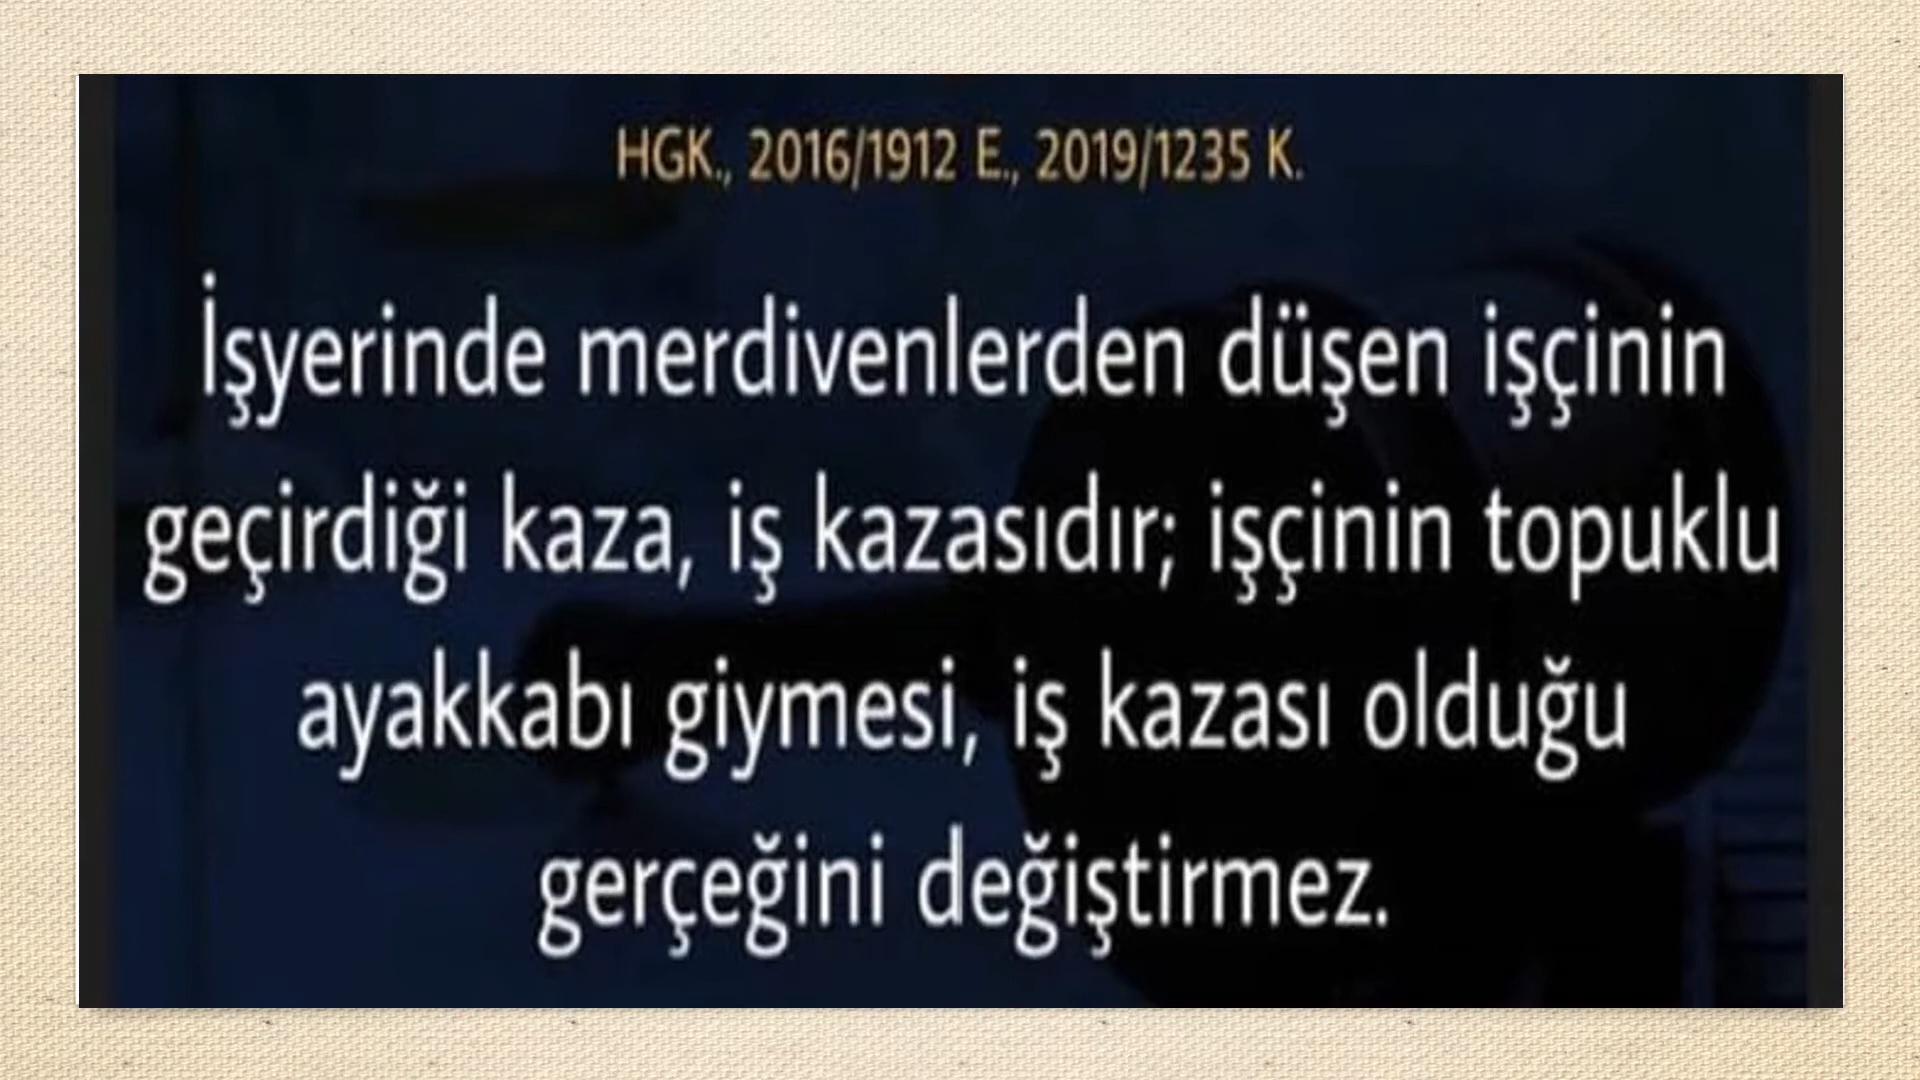 HGK., 2016/1912 E., 2019/1235 K.
İşyerinde merdivenlerden düşen işçinin
geçirdiği kaza, iş kazasıdır; işçinin topuklu
ayakkabı giymesi, iş kazası olduğu
gerçeğini değiştirmez.